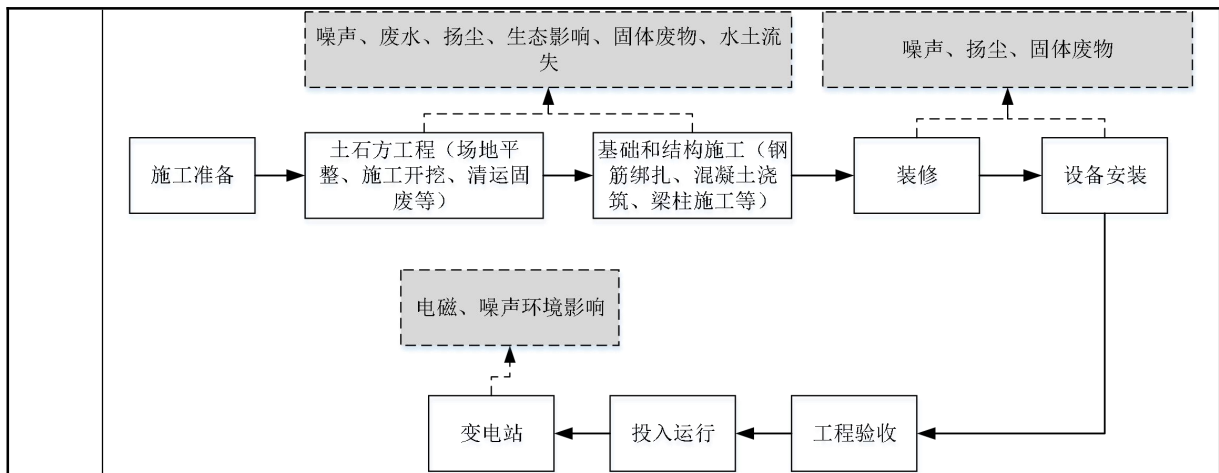 噪声、废水、扬尘、生态影响、固体废物、水土流
失
噪声、扬尘、固体废物
施工准备
土石方工程（场地平
整、施工开挖、清运固
废等）
基础和结构施工（钢
筋绑扎、混凝土浇
筑、梁柱施工等）
装修
设备安装
电磁、噪声环境影响
变电站
投入运行
工程验收